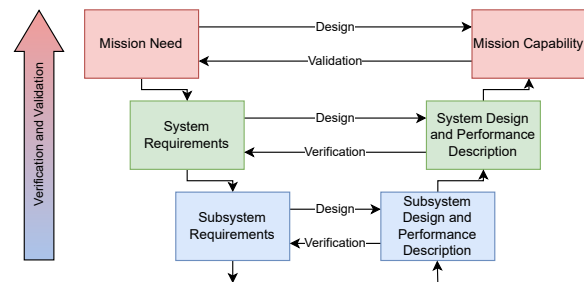 Verification and Validation
Mission Need
Design
Validation
Mission Capability
System
Requirements
Design
Verification
System Design
and Performance
Description
Subsystem
Requirements
Design
Verification
Subsystem
Design and
Performance
Description